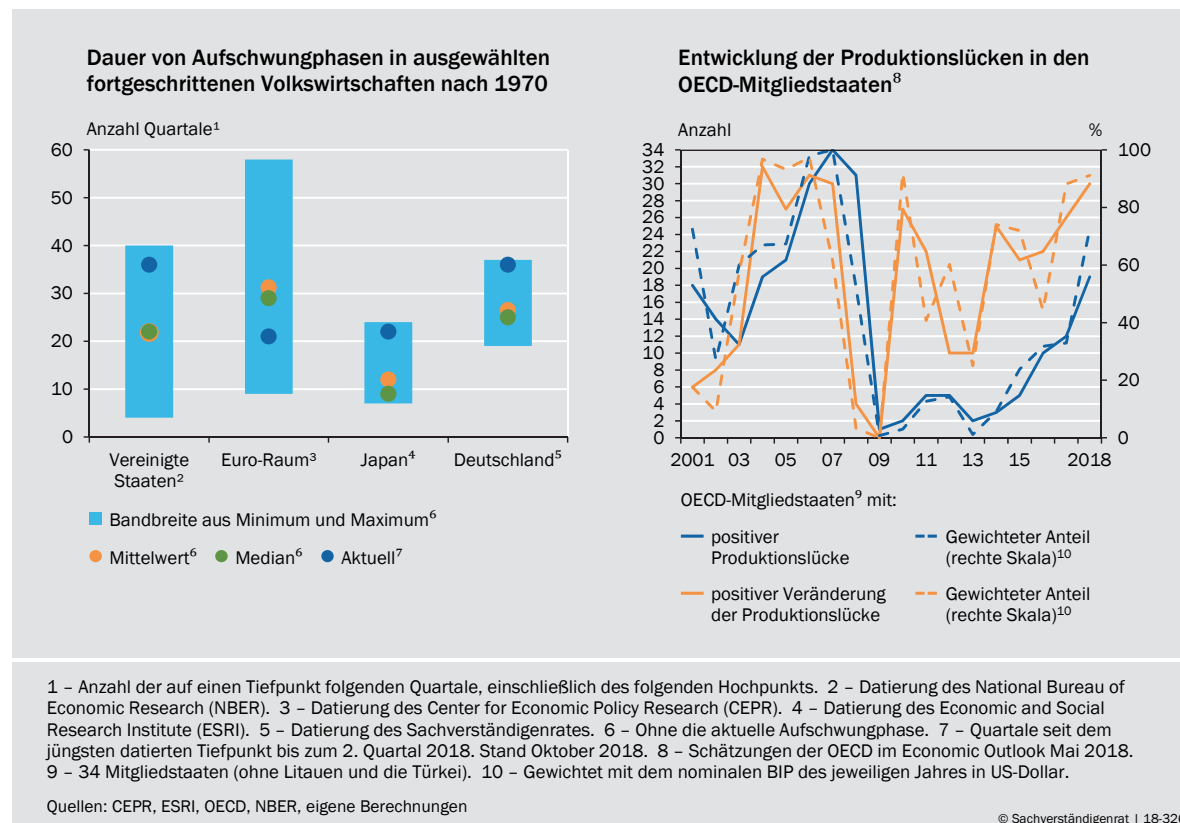 Dauer von Aufschwungphasen in ausgewählten
fortgeschrittenen Volkswirtschaften nach 1970
Anzahl Quartale¹
60
50
40
30
20
10
0
Vereinigte
Staaten²
Euro-Raum³
Japan⁴
Deutschland⁵
Bandbreite aus Minimum und Maximum⁶
Mittelwert⁶ Median⁶ Aktuell⁷
Entwicklung der Produktionslücken in den
OECD-Mitgliedstaaten⁸
Anzahl %
34
30
28
26
24
22
20
18
16
14
12
10
8
6
4
2
0
100
80
60
40
20
0
2001 03 05 07 09 11 13 15 2018
OECD-Mitgliedstaaten⁹ mit:
positiver
Produktionslücke
Gewichteter Anteil
(rechte Skala)¹⁰
positiver Veränderung
der Produktionslücke
Gewichteter Anteil
(rechte Skala)¹⁰
1 – Anzahl der auf einen Tiefpunkt folgenden Quartale, einschließlich des folgenden Hochpunkts. 2 – Datierung des National Bureau of
Economic Research (NBER). 3 – Datierung des Center for Economic Policy Research (CEPR). 4 – Datierung des Economic and Social
Research Institute (ESRI). 5 – Datierung des Sachverständigenrates. 6 – Ohne die aktuelle Aufschwungphase. 7 – Quartale seit dem
jüngsten datierten Tiefpunkt bis zum 2. Quartal 2018. Stand Oktober 2018. 8 – Schätzungen der OECD im Economic Outlook Mai 2018.
9 – 34 Mitgliedstaaten (ohne Litauen und die Türkei). 10 – Gewichtet mit dem nominalen BIP des jeweiligen Jahres in US-Dollar.
Quellen: CEPR, ESRI, OECD, NBER, eigene Berechnungen
© Sachverständigenrat | 18-326